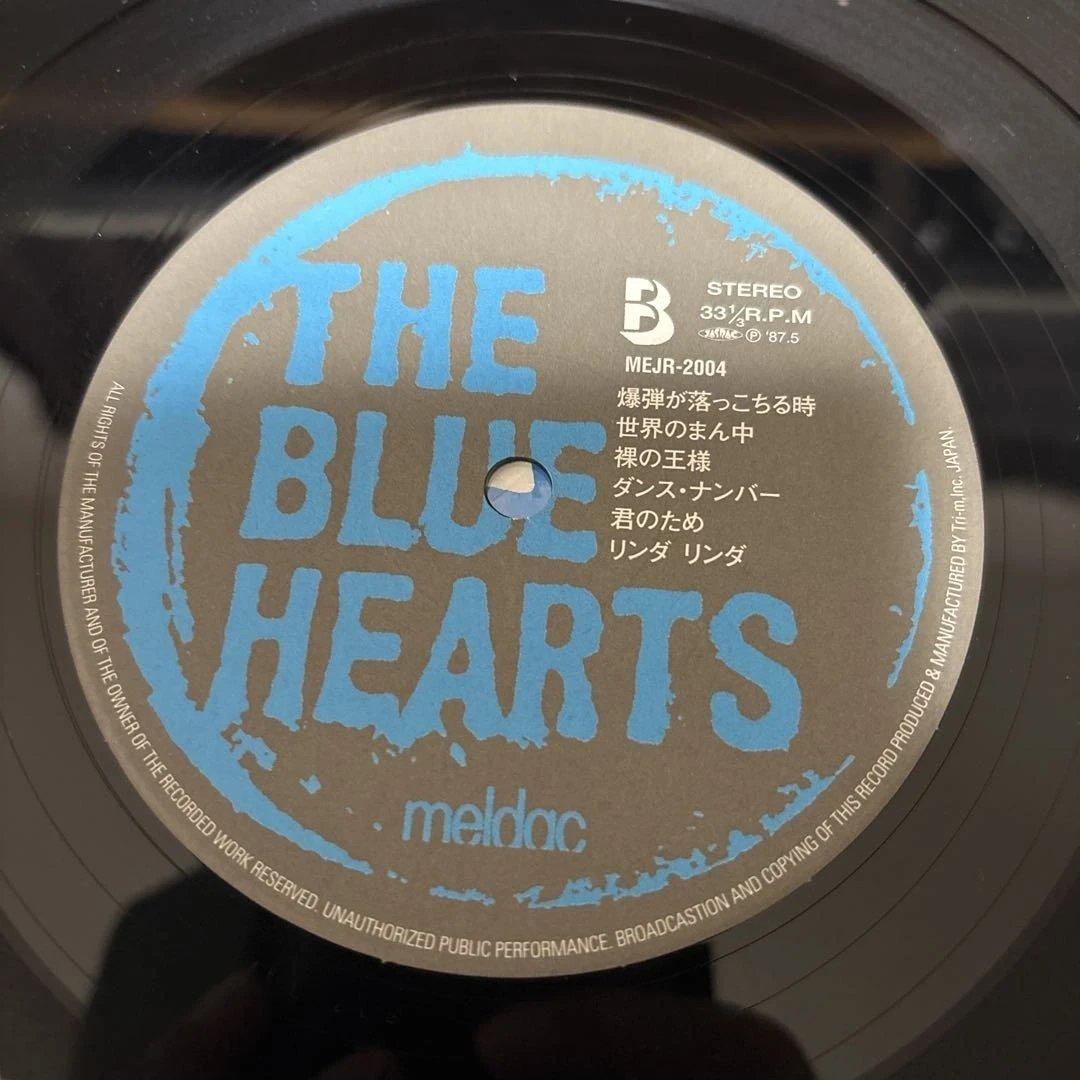 THE
BLUE
HEARTS
B
STEREO
33⅓R.P.M
JASRAC Ⓟ '87.5
MEJR-2004
爆弾が落っこちる時
世界のまん中
裸の王様
ダンス・ナンバー
君のため
リンダ リンダ
meldac
ALL RIGHTS OF THE MANUFACTURER AND OF THE OWNER OF THE RECORDED WORK RESERVED. UNAUTHORIZED PUBLIC PERFORMANCE. BROADCASTION AND COPYING OF THIS RECORD PRODUCED & MANUFACTURED BY Tri-m,Inc. JAPAN.